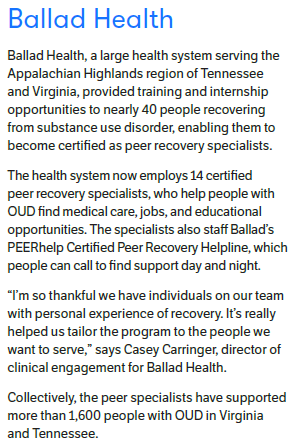 Ballad Health
Ballad Health, a large health system serving the
Appalachian Highlands region of Tennessee
and Virginia, provided training and internship
opportunities to nearly 40 people recovering
from substance use disorder, enabling them to
become certified as peer recovery specialists.
The health system now employs 14 certified
peer recovery specialists, who help people with
OUD find medical care, jobs, and educational
opportunities. The specialists also staff Ballad’s
PEERhelp Certified Peer Recovery Helpline, which
people can call to find support day and night.
“I’m so thankful we have individuals on our team
with personal experience of recovery. It’s really
helped us tailor the program to the people we
want to serve,” says Casey Carringer, director of
clinical engagement for Ballad Health.
Collectively, the peer specialists have supported
more than 1,600 people with OUD in Virginia
and Tennessee.